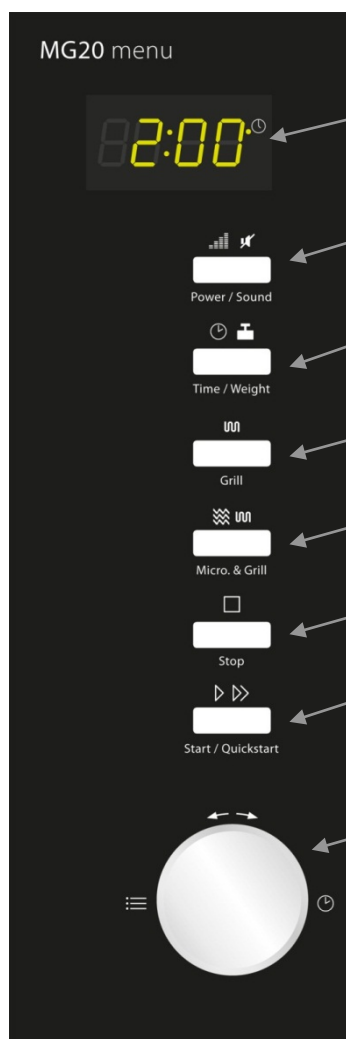 MG20 menu
2:00
Power / Sound
Time / Weight
Grill
Micro. & Grill
Stop
Start / Quickstart